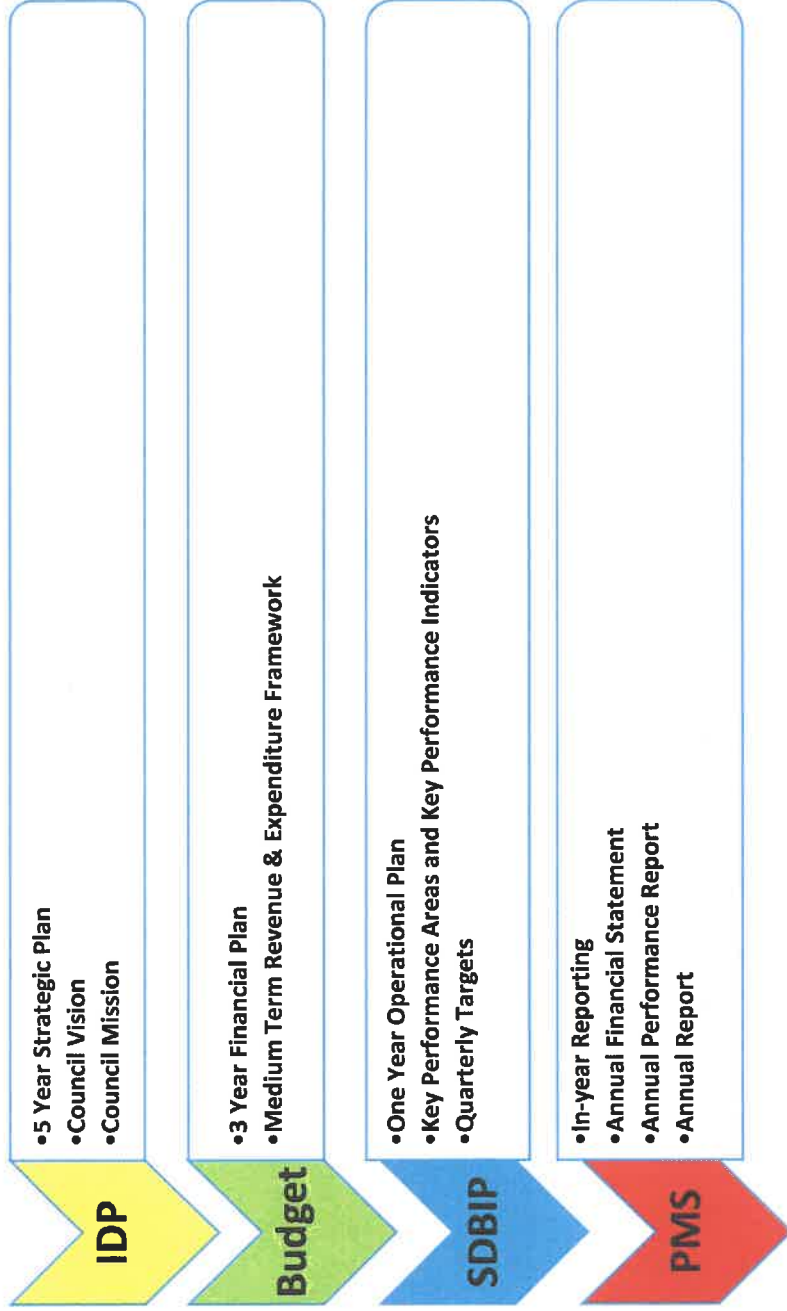 IDP
•5 Year Strategic Plan
•Council Vision
•Council Mission
Budget
•3 Year Financial Plan
•Medium Term Revenue & Expenditure Framework
SDBIP
•One Year Operational Plan
•Key Performance Areas and Key Performance Indicators
•Quarterly Targets
PMS
•In-year Reporting
•Annual Financial Statement
•Annual Performance Report
•Annual Report